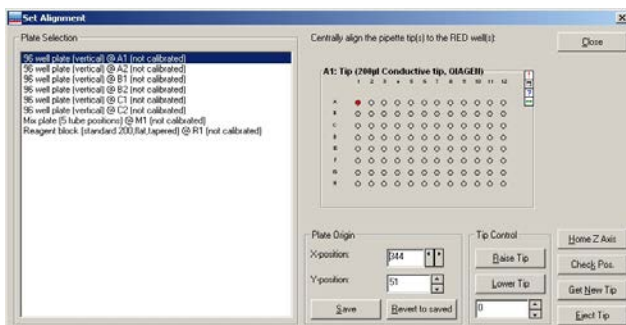 Set Alignment
Plate Selection
96 well plate (vertical) @ A1 (not calibrated)
96 well plate (vertical) @ A2 (not calibrated)
96 well plate (vertical) @ B1 (not calibrated)
96 well plate (vertical) @ B2 (not calibrated)
96 well plate (vertical) @ C1 (not calibrated)
96 well plate (vertical) @ C2 (not calibrated)
Mix plate (5 tube positions) @ M1 (not calibrated)
Reagent block (standard 200,flat,tapered) @ R1 (not calibrated)
Centrally align the pipette tip(s) to the RED well(s):
Close
A1: Tip (200µl Conductive tip, QIAGEN)
1 2 3 4 5 6 7 8 9 10 11 12
A
B
C
D
E
F
G
H
Plate Origin
X-position: 344
Y-position: 51
Save Revert to saved
Tip Control
Raise Tip
Lower Tip
0
Home Z Axis
Check Pos.
Get New Tip
Eject Tip